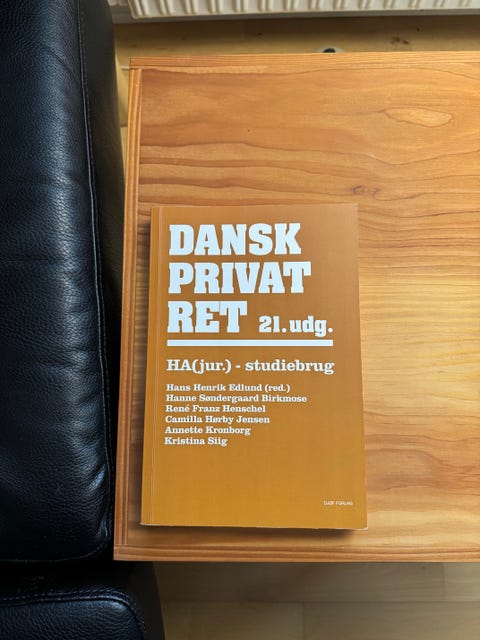 DANSK
PRIVAT
RET 21. udg.
HA(jur.) - studiebrug
Hans Henrik Edlund (red.)
Hanne Søndergaard Birkmose
René Franz Henschel
Camilla Hørby Jensen
Annette Kronborg
Kristina Siig
DJØF FORLAG